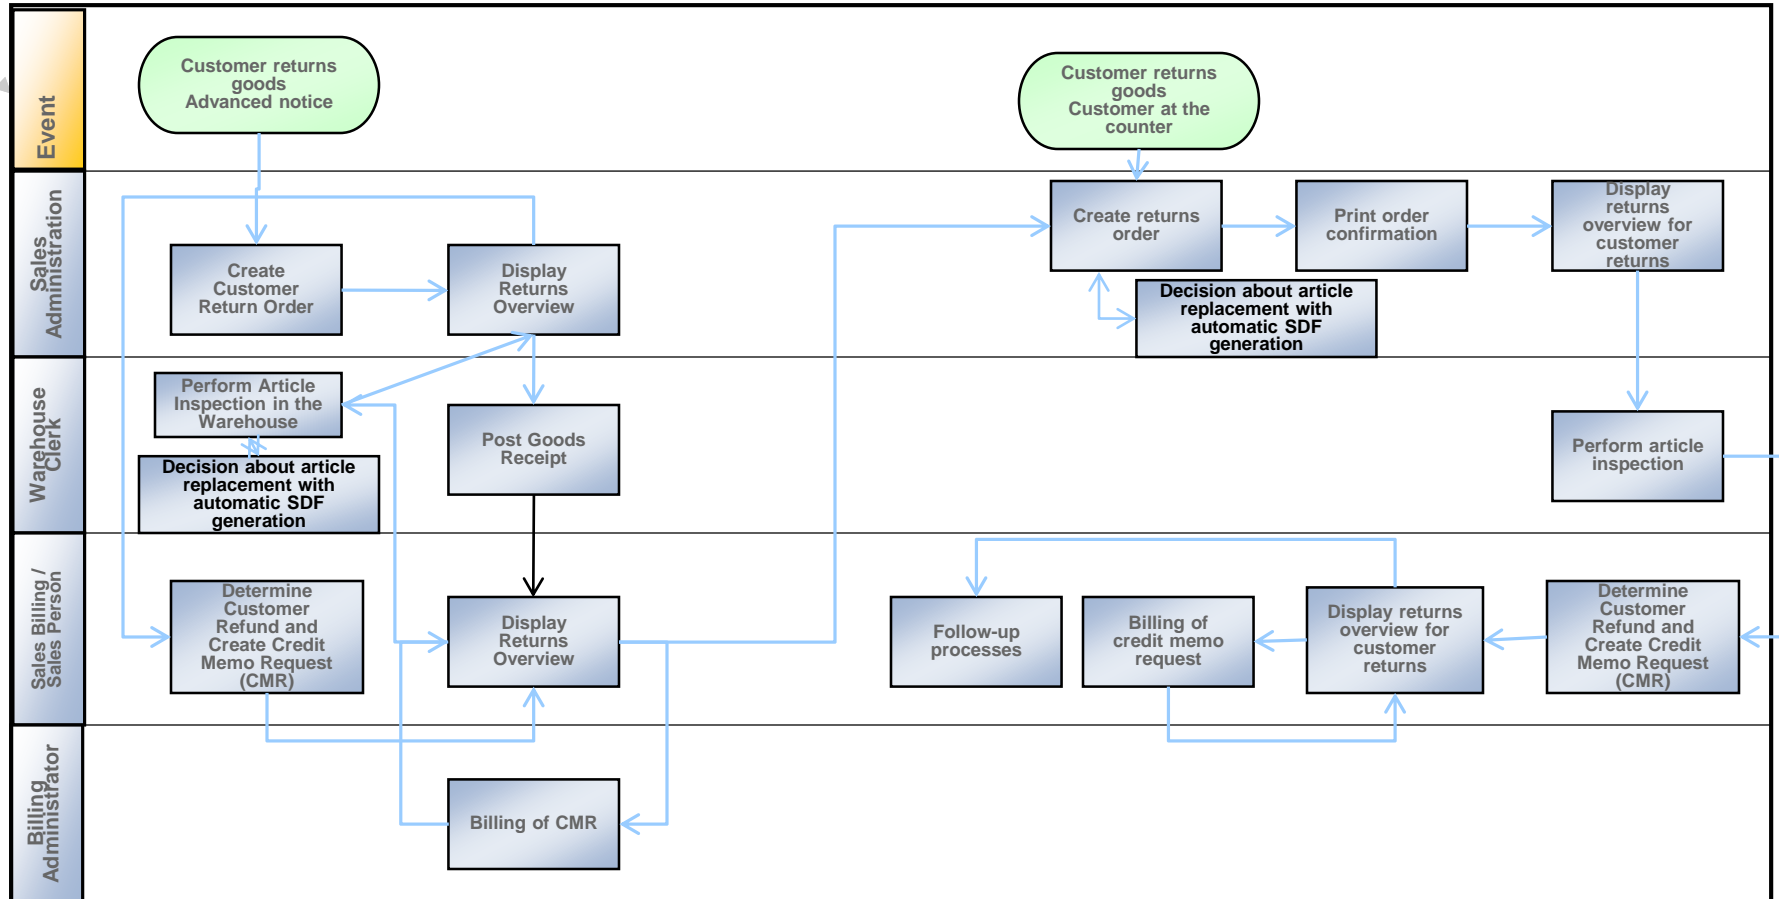 Event
Customer returns
goods
Advanced notice
Customer returns
goods
Customer at the
counter
Sales
Administration
Create
Customer
Return Order
Display
Returns
Overview
Create returns
order
Print order
confirmation
Display
returns
overview for
customer
returns
Decision about article
replacement with
automatic SDF
generation
Warehouse
Clerk
Perform Article
Inspection in the
Warehouse
Decision about article
replacement with
automatic SDF
generation
Post Goods
Receipt
Perform article
inspection
Sales Billing /
Sales Person
Determine
Customer
Refund and
Create Credit
Memo Request
(CMR)
Display
Returns
Overview
Follow-up
processes
Billing of
credit memo
request
Display returns
overview for
customer
returns
Determine
Customer
Refund and
Create Credit
Memo Request
(CMR)
Billing
Administrator
Billing of CMR